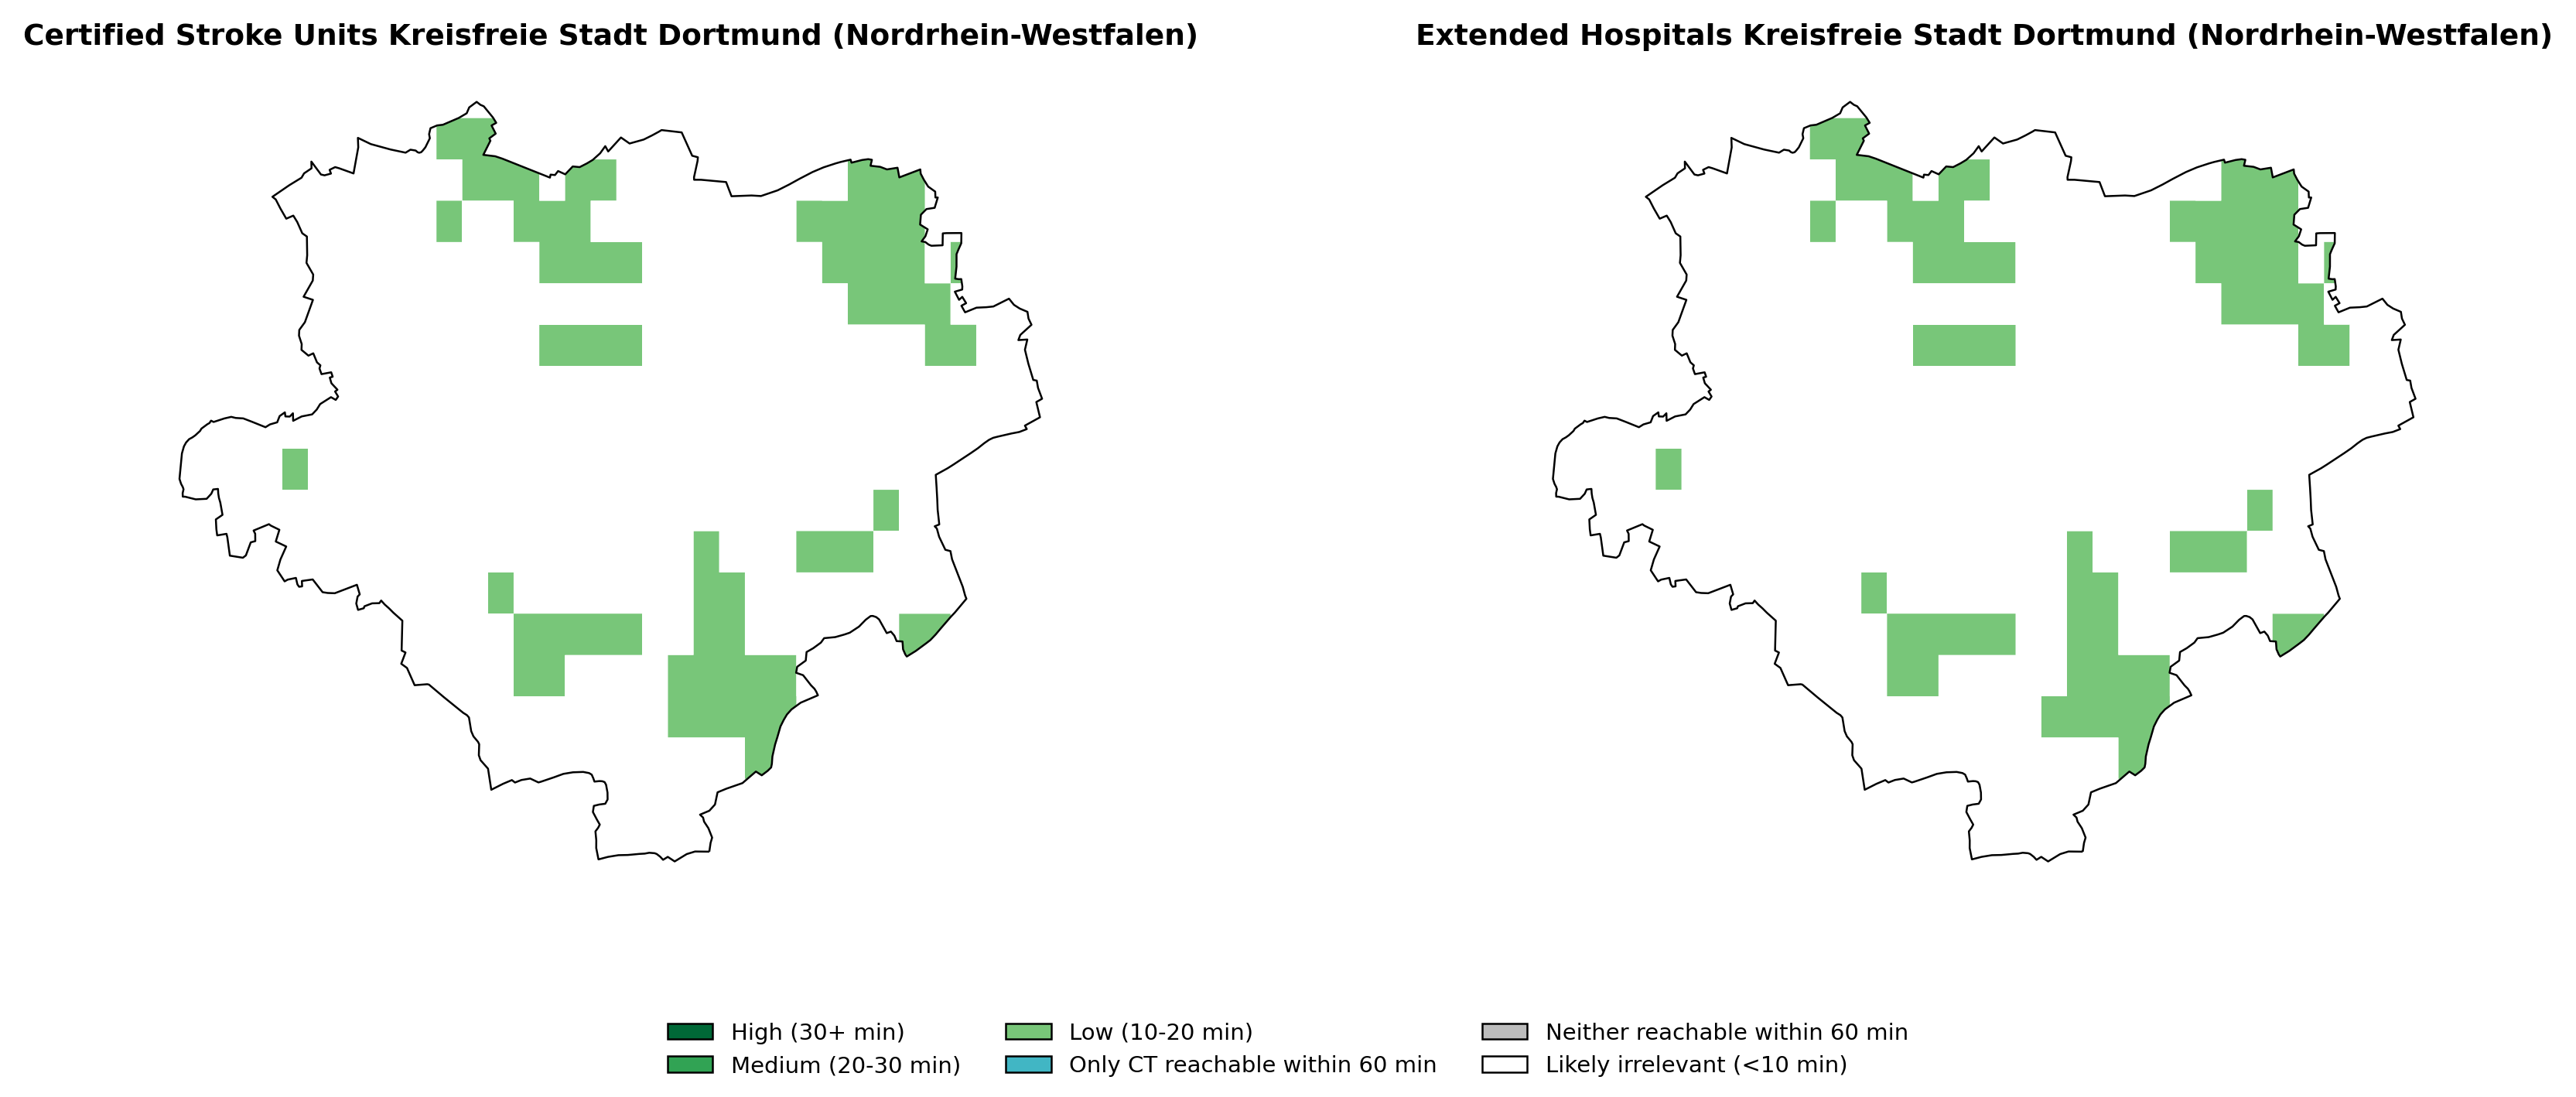 Certified Stroke Units Kreisfreie Stadt Dortmund (Nordrhein-Westfalen)
Extended Hospitals Kreisfreie Stadt Dortmund (Nordrhein-Westfalen)
High (30+ min)
Medium (20-30 min)
Low (10-20 min)
Only CT reachable within 60 min
Neither reachable within 60 min
Likely irrelevant (<10 min)